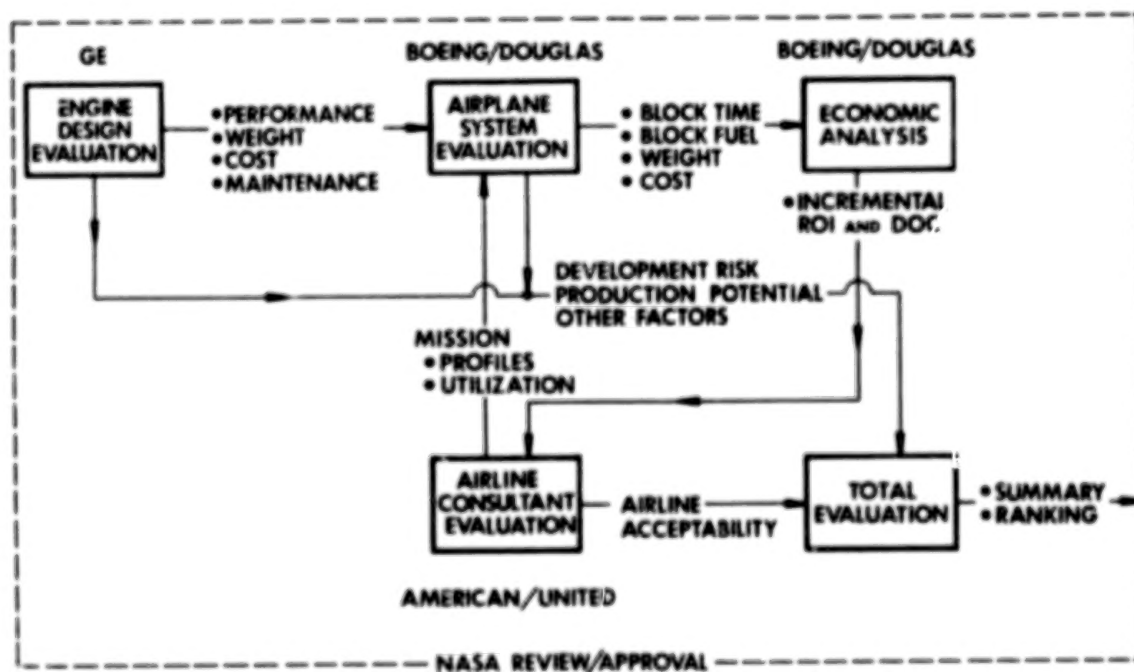 GE
BOEING/DOUGLAS
BOEING/DOUGLAS
ENGINE
DESIGN
EVALUATION
• PERFORMANCE
• WEIGHT
• COST
• MAINTENANCE
AIRPLANE
SYSTEM
EVALUATION
• BLOCK TIME
• BLOCK FUEL
• WEIGHT
• COST
ECONOMIC
ANALYSIS
• INCREMENTAL
ROI AND DOC
DEVELOPMENT RISK
PRODUCTION POTENTIAL
OTHER FACTORS
MISSION
• PROFILES
• UTILIZATION
AIRLINE
CONSULTANT
EVALUATION
AIRLINE
ACCEPTABILITY
TOTAL
EVALUATION
• SUMMARY
• RANKING
AMERICAN/UNITED
NASA REVIEW/APPROVAL